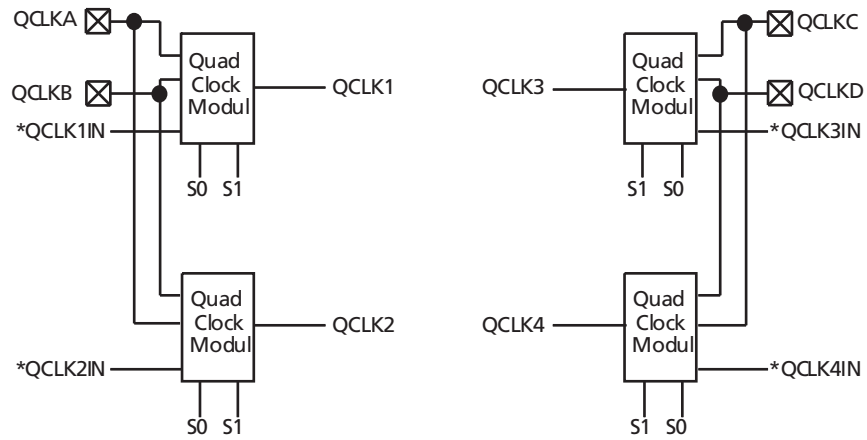 QCLKA
QCLKB
*QCLK1IN
Quad
Clock
Modul
QCLK1
S0 S1
QCLK3
Quad
Clock
Modul
QCLKC
QCLKD
*QCLK3IN
S1 S0
*QCLK2IN
Quad
Clock
Modul
QCLK2
S0 S1
QCLK4
Quad
Clock
Modul
*QCLK4IN
S1 S0